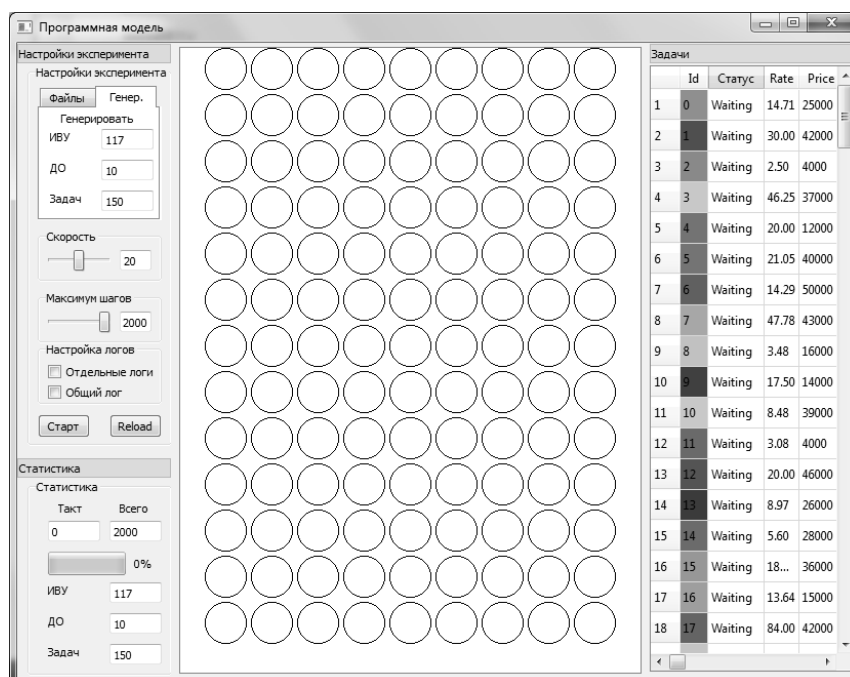 Программная модель
Настройки эксперимента
Настройки эксперимента
Файлы Генер.
Генерировать
ИВУ 117
ДО 10
Задач 150
Скорость
20
Максимум шагов
2000
Настройка логов
Отдельные логи
Общий лог
Старт Reload
Статистика
Статистика
Такт Всего
0 2000
0%
ИВУ 117
ДО 10
Задач 150
Задачи
Id Статус Rate Price
1 0 Waiting 14.71 25000
2 1 Waiting 30.00 42000
3 2 Waiting 2.50 4000
4 3 Waiting 46.25 37000
5 4 Waiting 20.00 12000
6 5 Waiting 21.05 40000
7 6 Waiting 14.29 50000
8 7 Waiting 47.78 43000
9 8 Waiting 3.48 16000
10 9 Waiting 17.50 14000
11 10 Waiting 8.48 39000
12 11 Waiting 3.08 4000
13 12 Waiting 20.00 46000
14 13 Waiting 8.97 26000
15 14 Waiting 5.60 28000
16 15 Waiting 18... 36000
17 16 Waiting 13.64 15000
18 17 Waiting 84.00 42000